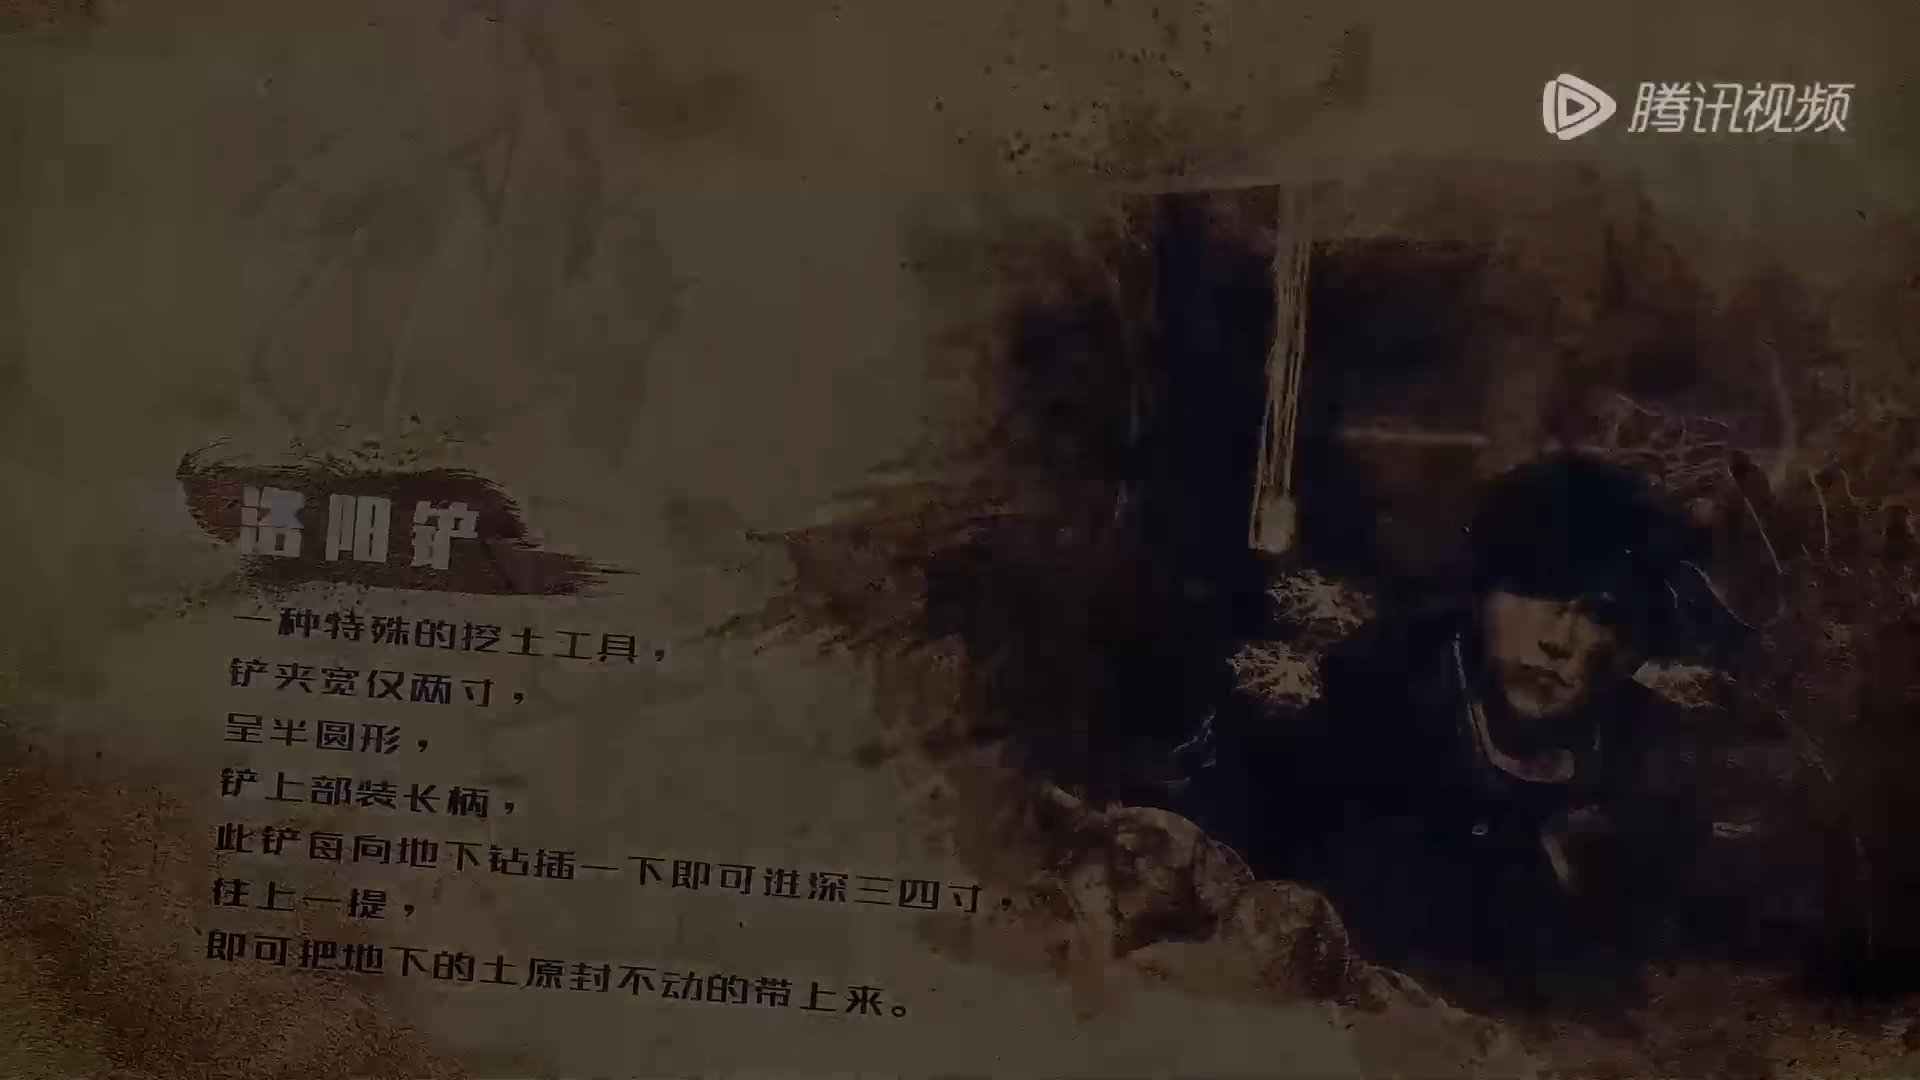 腾讯视频
洛阳铲
一种特殊的挖土工具，
铲夹宽仅两寸，
呈半圆形，
铲上部装长柄，
此铲每向地下钻插一下即可进深三四寸，
往上一提，
即可把地下的土原封不动的带上来。